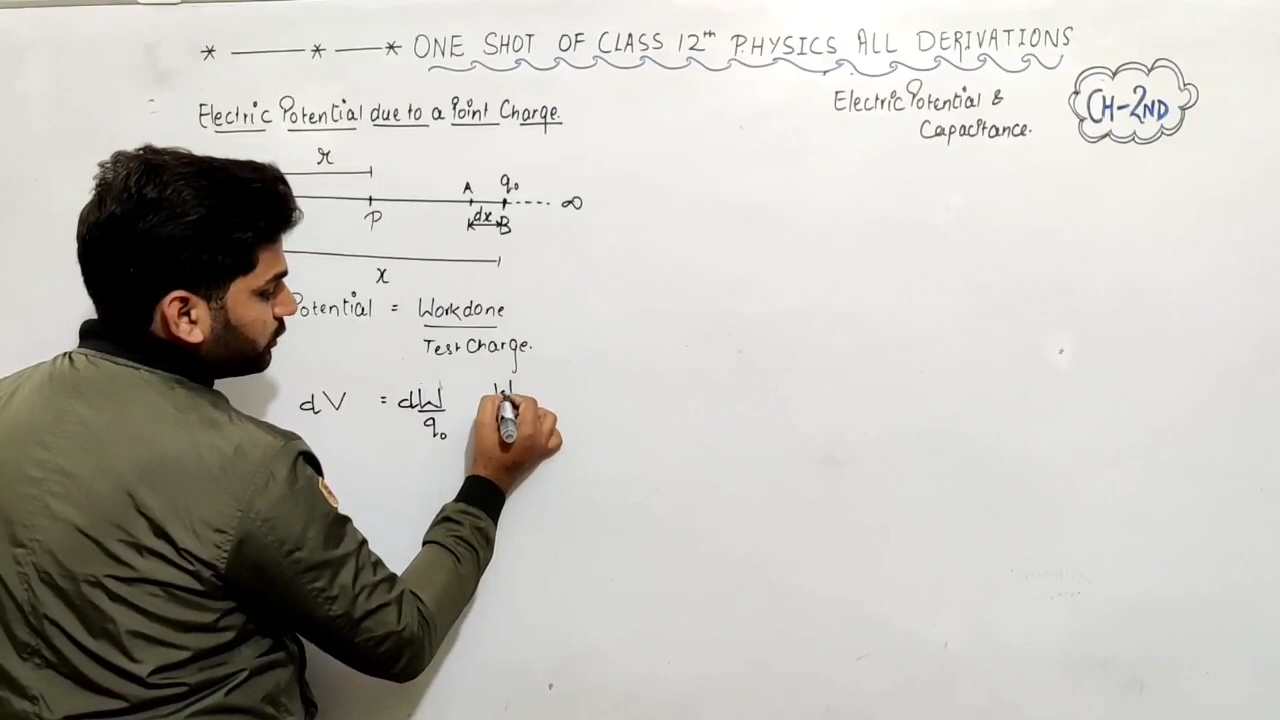 * —— * — * ONE SHOT OF CLASS 12th PHYSICS ALL DERIVATIONS
Electric Potential &
Capacitance.
CH-2ND
Electric Potential due to a Point Charge.
r
A q₀
P dx B ∞
x
Potential = Workdone
Test Charge.
dV = dW
q₀
W